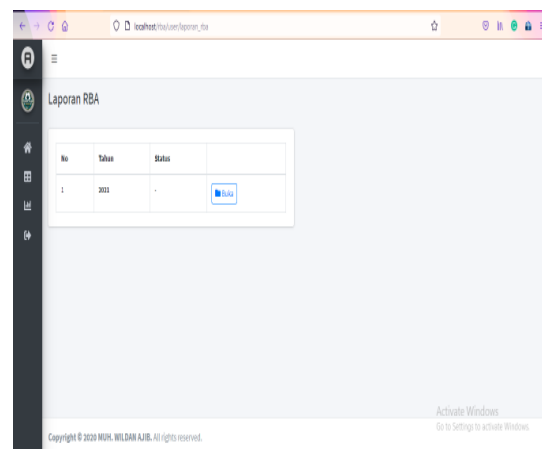 localhost/rba/user/laporan_rba
Laporan RBA
No Tahun Status
1 2021 -
Buka
Activate Windows
Go to Settings to activate Windows.
Copyright © 2020 MUH. WILDAN AJIB. All rights reserved.